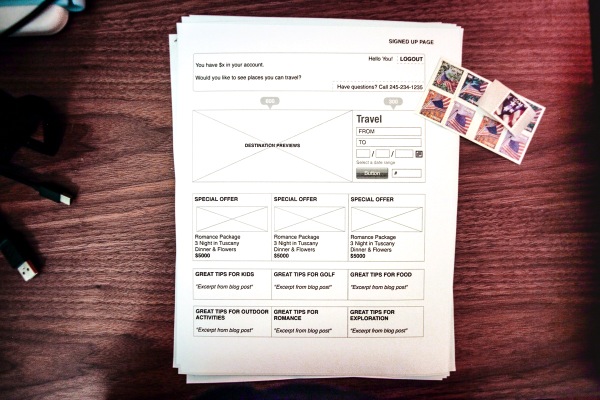 SIGNED UP PAGE
Hello You! LOGOUT
You have $x in your account.
Would you like to see places you can travel?
Have questions? Call 245-234-1235
DESTINATION PREVIEWS
Travel
FROM
TO
/ /
Select a date range
Button #
SPECIAL OFFER SPECIAL OFFER SPECIAL OFFER
Romance Package Romance Package Romance Package
3 Night in Tuscany 3 Night in Tuscany 3 Night in Tuscany
Dinner & Flowers Dinner & Flowers Dinner & Flowers
$5000 $5000 $5000
GREAT TIPS FOR KIDS GREAT TIPS FOR GOLF GREAT TIPS FOR FOOD
"Excerpt from blog post" "Excerpt from blog post" "Excerpt from blog post"
GREAT TIPS FOR OUTDOOR GREAT TIPS FOR GREAT TIPS FOR
ACTIVITIES ROMANCE EXPLORATION
"Excerpt from blog post" "Excerpt from blog post" "Excerpt from blog post"